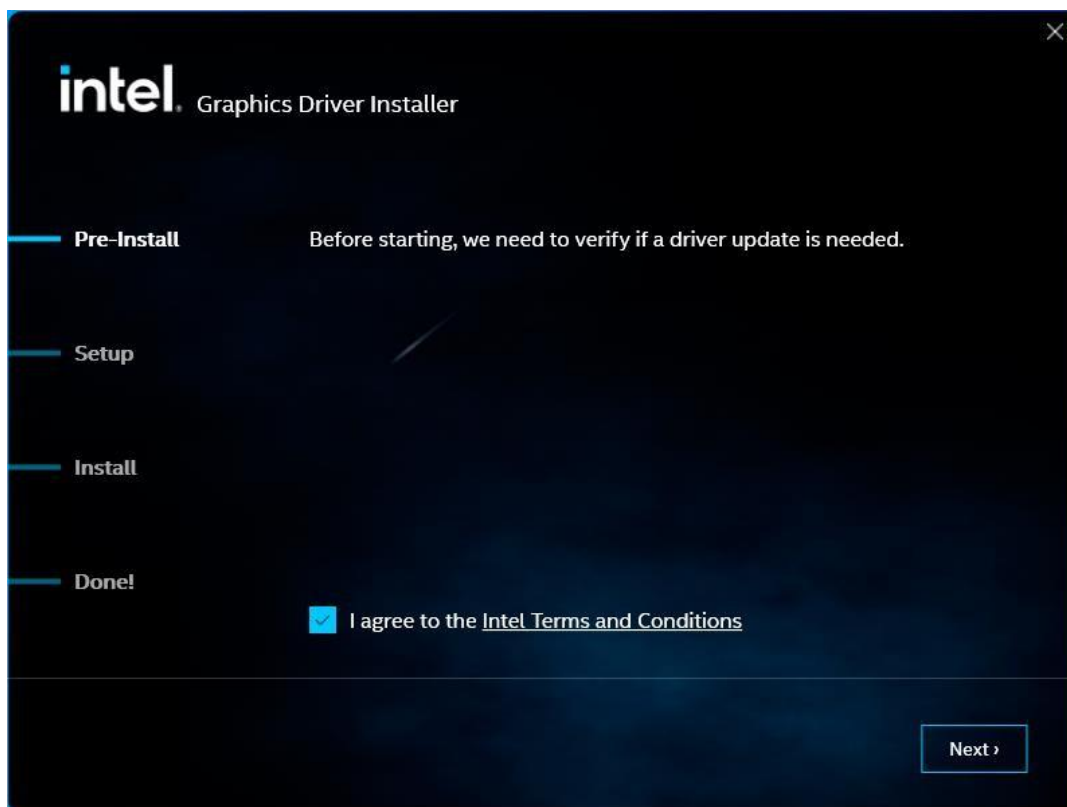 intel. Graphics Driver Installer
Pre-Install
Before starting, we need to verify if a driver update is needed.
Setup
Install
Done!
I agree to the Intel Terms and Conditions
Next ›